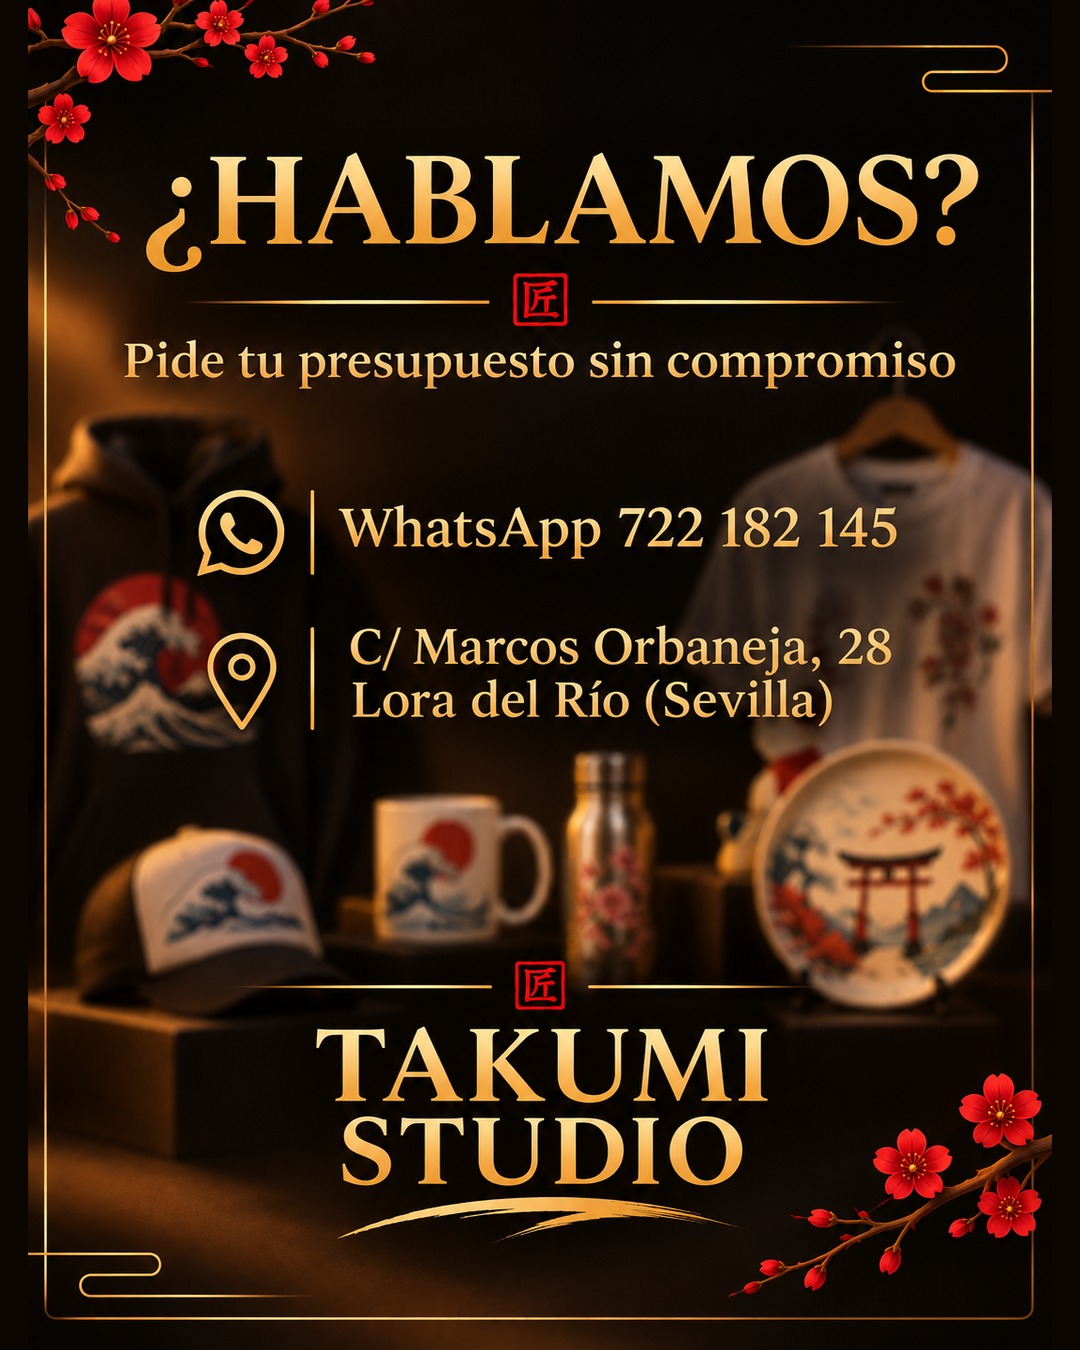 ¿HABLAMOS?
匠
Pide tu presupuesto sin compromiso
WhatsApp 722 182 145
C/ Marcos Orbaneja, 28
Lora del Río (Sevilla)
匠
TAKUMI
STUDIO